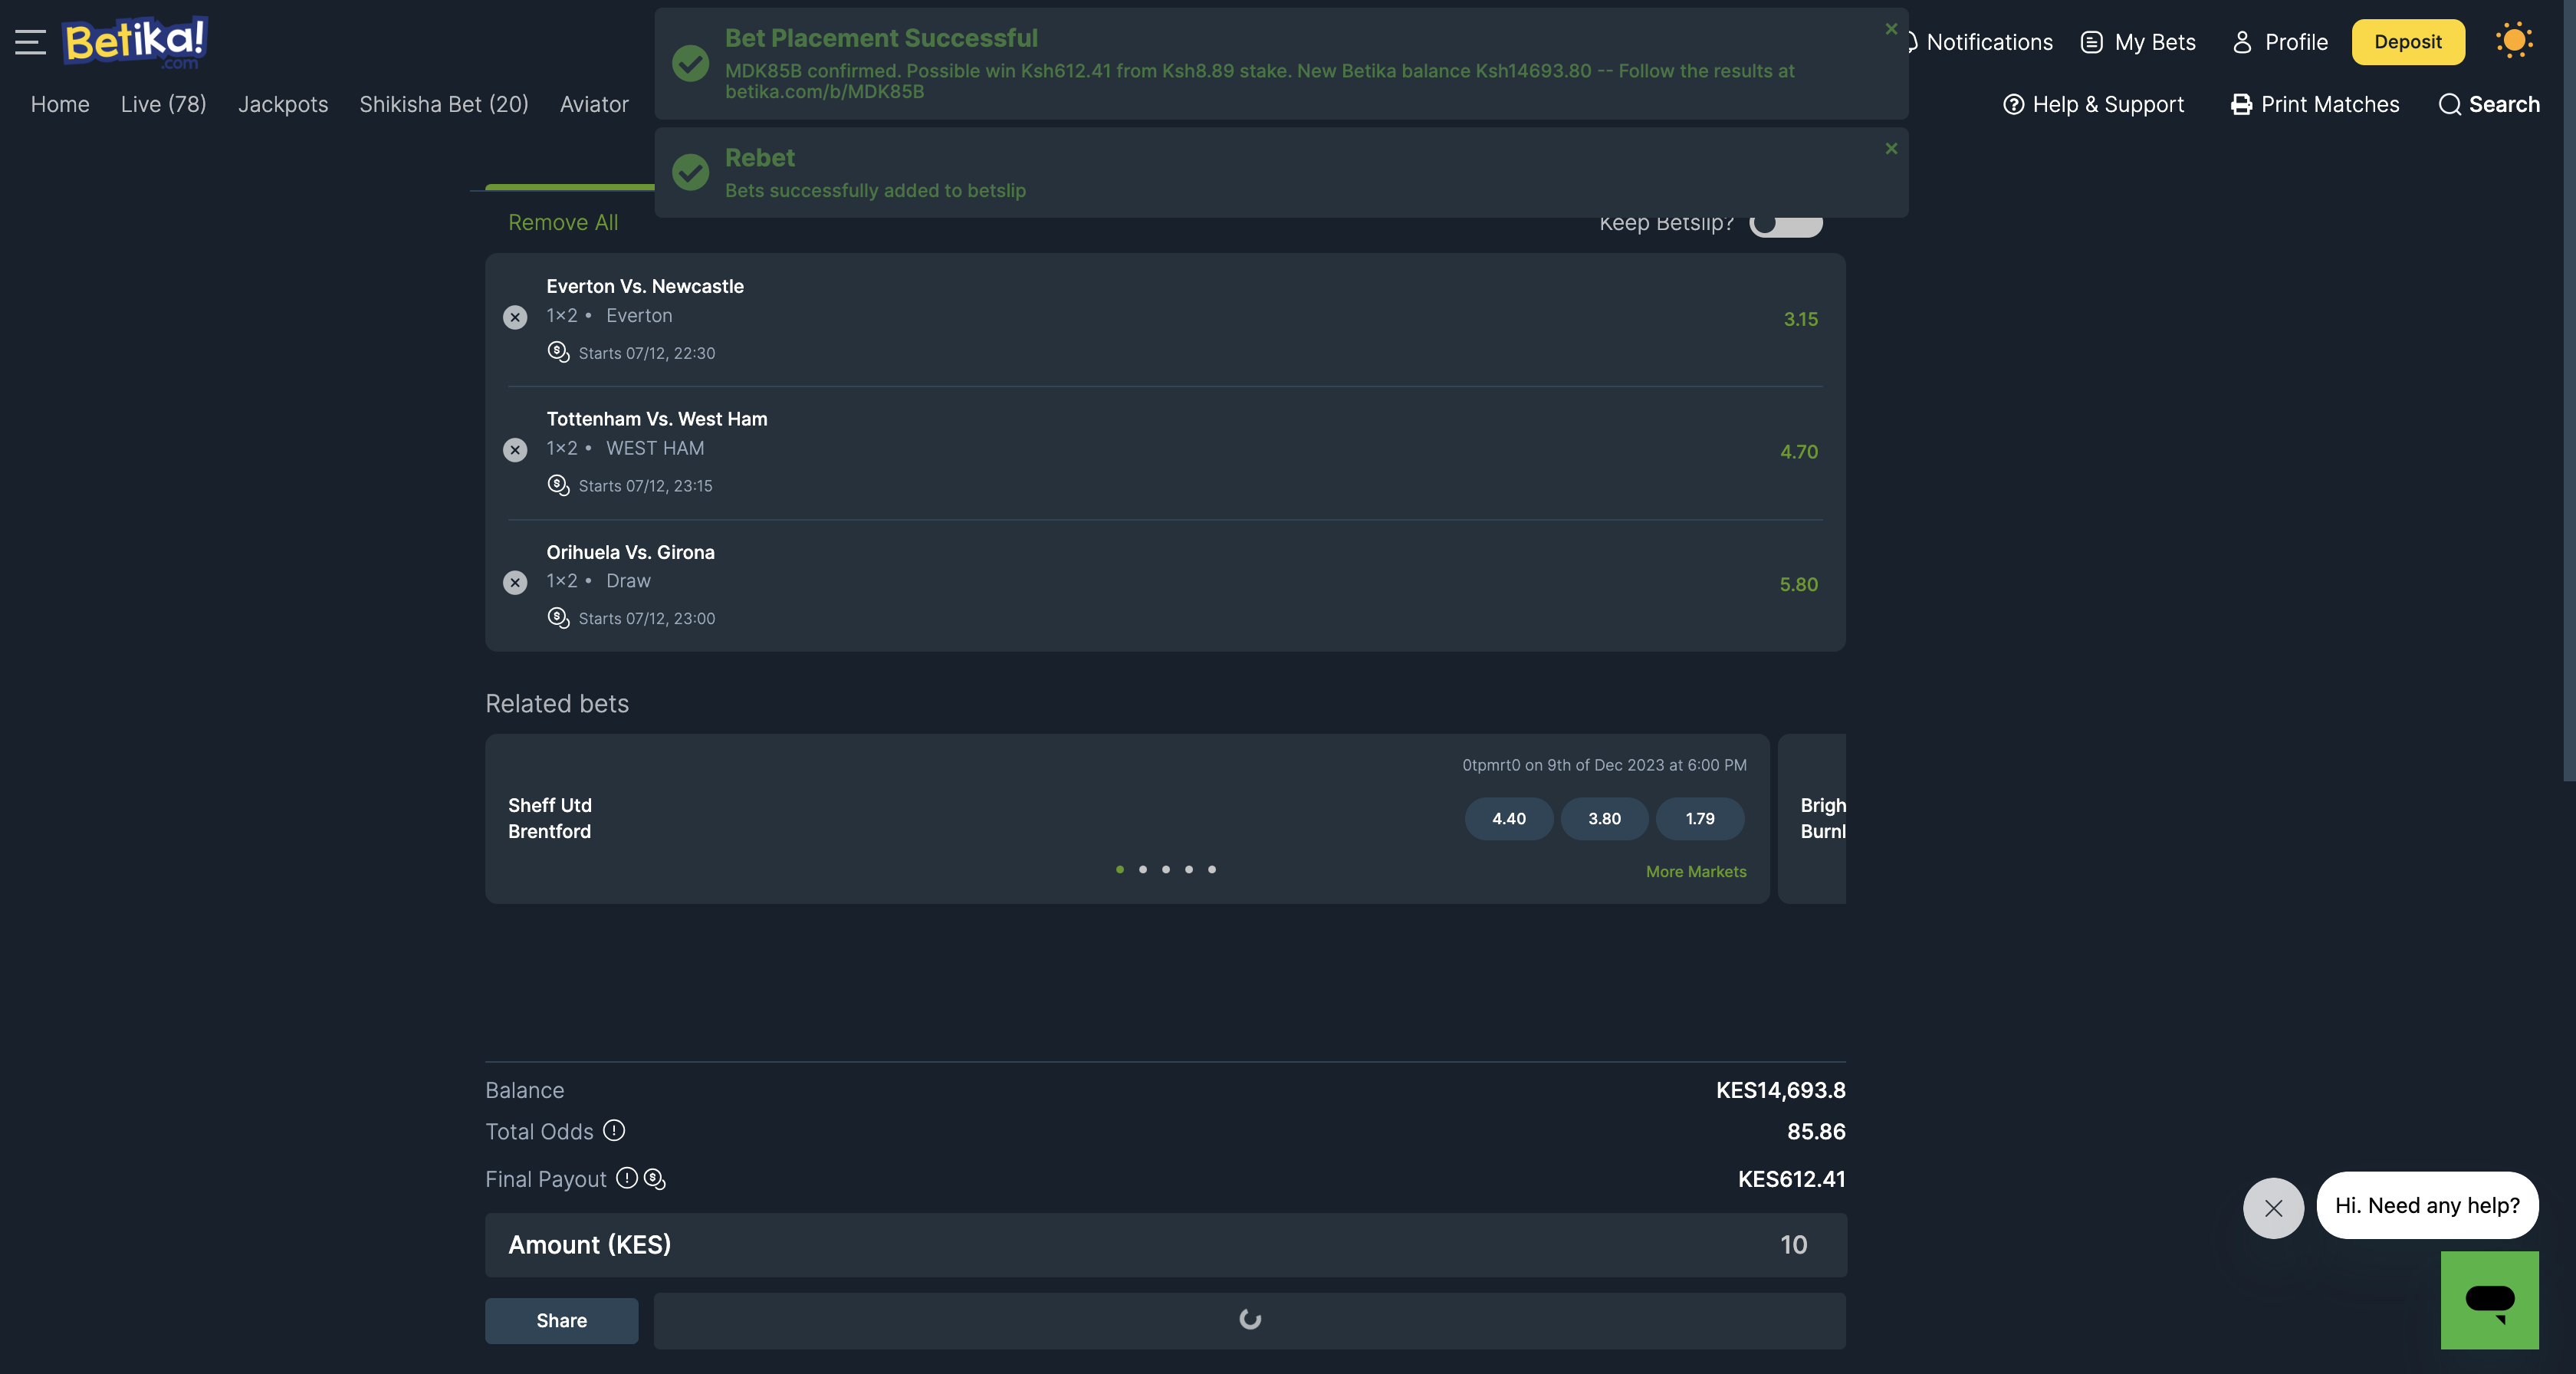 Betika!
.com
Bet Placement Successful
MDK85B confirmed. Possible win Ksh612.41 from Ksh8.89 stake. New Betika balance Ksh14693.80 -- Follow the results at
betika.com/b/MDK85B
Notifications
My Bets
Profile
Deposit
Home
Live (78)
Jackpots
Shikisha Bet (20)
Aviator
Help & Support
Print Matches
Search
Rebet
Bets successfully added to betslip
Remove All
Keep Betslip?
Everton Vs. Newcastle
1x2 • Everton
3.15
Starts 07/12, 22:30
Tottenham Vs. West Ham
1x2 • WEST HAM
4.70
Starts 07/12, 23:15
Orihuela Vs. Girona
1x2 • Draw
5.80
Starts 07/12, 23:00
Related bets
0tpmrt0 on 9th of Dec 2023 at 6:00 PM
Sheff Utd
Brentford
4.40
3.80
1.79
More Markets
Brigh
Burnl
Balance
KES14,693.8
Total Odds
85.86
Final Payout
KES612.41
Amount (KES)
10
Share
Hi. Need any help?